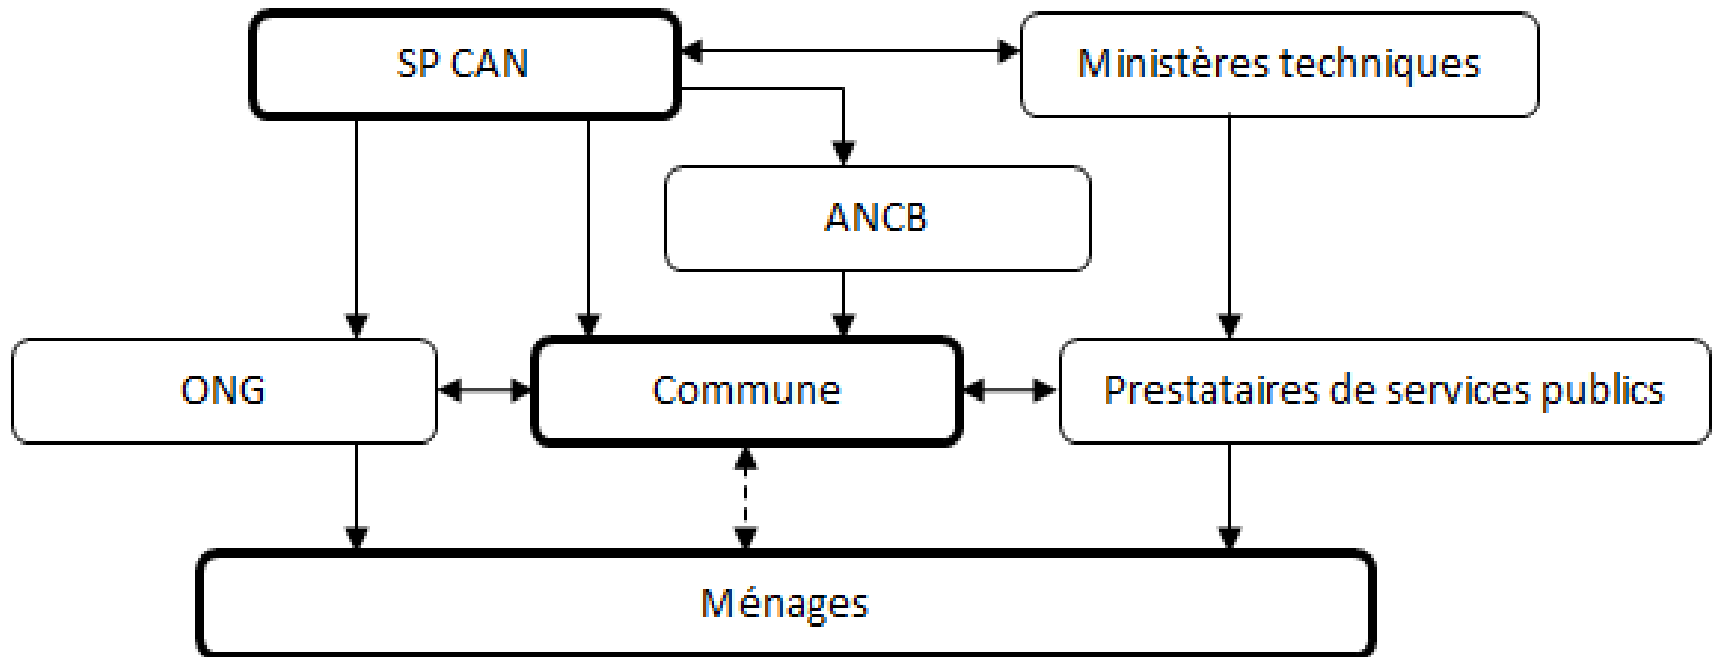 SP CAN
Ministères techniques
ANCB
ONG
Commune
Prestataires de services publics
Ménages